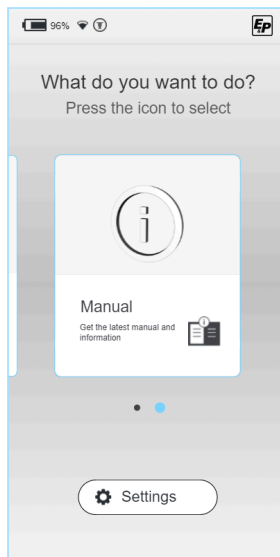 96%
EP
What do you want to do?
Press the icon to select
i
Manual
Get the latest manual and
information
Settings